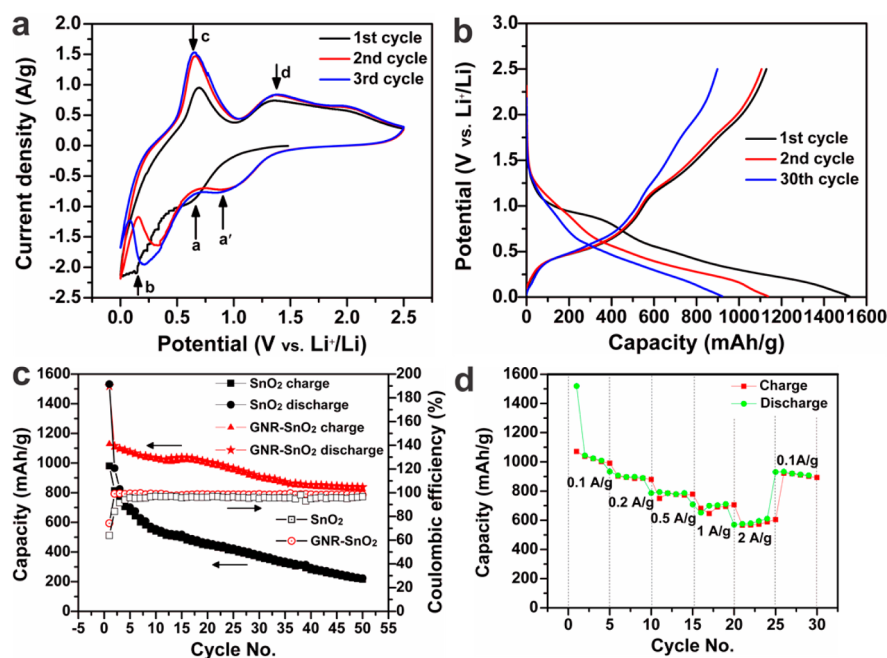 a
1st cycle
2nd cycle
3rd cycle
c
d
a
a′
b
2.0
1.5
1.0
0.5
0.0
-0.5
-1.0
-1.5
-2.0
-2.5
0.0 0.5 1.0 1.5 2.0 2.5
Current density (A/g)
Potential (V vs. Li⁺/Li)
b
1st cycle
2nd cycle
30th cycle
3.0
2.5
2.0
1.5
1.0
0.5
0.0
0 200 400 600 800 1000 1200 1400 1600
Potential (V vs. Li⁺/Li)
Capacity (mAh/g)
c
SnO₂ charge
SnO₂ discharge
GNR-SnO₂ charge
GNR-SnO₂ discharge
SnO₂
GNR-SnO₂
1600
1400
1200
1000
800
600
400
200
0
200
180
160
140
120
100
80
60
40
20
0
0 5 10 15 20 25 30 35 40 45 50
Capacity (mAh/g)
Coulombic efficiency (%)
Cycle No.
d
Charge
Discharge
0.1 A/g
0.2 A/g
0.5 A/g
1 A/g
2 A/g
0.1A/g
1600
1400
1200
1000
800
600
400
200
0
0 5 10 15 20 25 30
Capacity (mAh/g)
Cycle No.